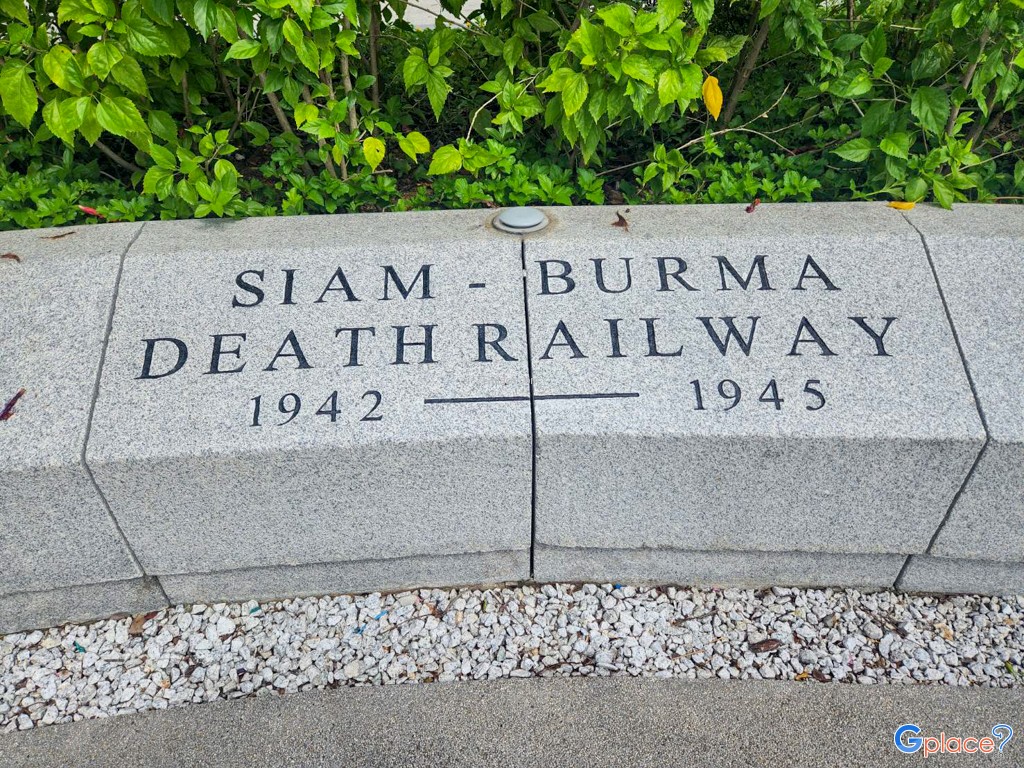 SIAM - BURMA
DEATH RAILWAY
1942 — 1945
Gplace